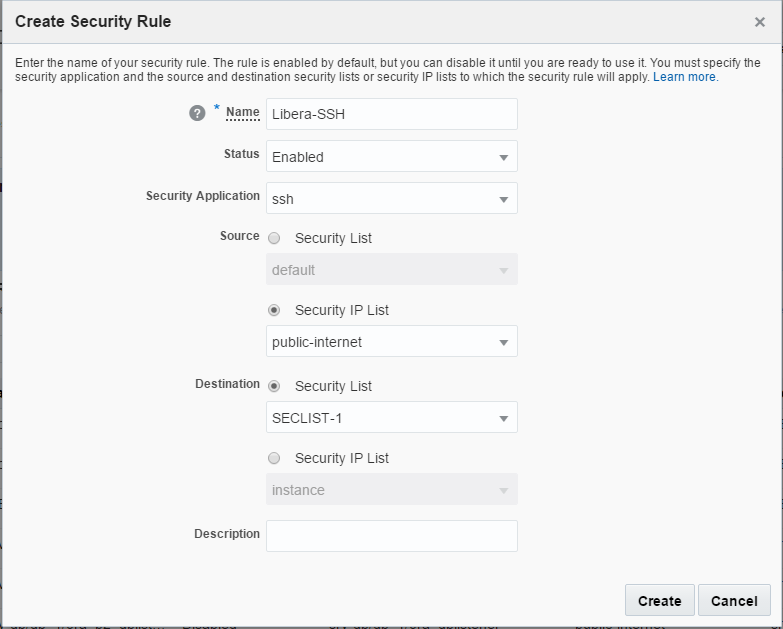 Create Security Rule
Enter the name of your security rule. The rule is enabled by default, but you can disable it until you are ready to use it. You must specify the
security application and the source and destination security lists or security IP lists to which the security rule will apply. Learn more.
? * Name Libera-SSH
Status Enabled
Security Application ssh
Source Security List
default
Security IP List
public-internet
Destination Security List
SECLIST-1
Security IP List
instance
Description
Create Cancel